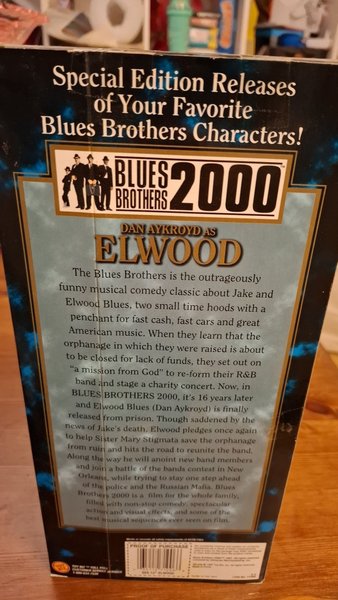 Special Edition Releases
of Your Favorite
Blues Brothers Characters!
BLUES
BROTHERS 2000
DAN AYKROYD AS
ELWOOD
The Blues Brothers is the outrageously
funny musical comedy classic about Jake and
Elwood Blues, two small time hoods with a
penchant for fast cash, fast cars and great
American music. When they learn that the
orphanage in which they were raised is about
to be closed for lack of funds, they set out on
"a mission from God" to re-form their R&B
band and stage a charity concert. Now, in
BLUES BROTHERS 2000, it's 16 years later
and Elwood Blues (Dan Aykroyd) is finally
released from prison. Though saddened by the
news of Jake's death, Elwood pledges once again
to help Sister Mary Stigmata save the orphanage
from ruin and hits the road to reunite the band.
Along the way he will anoint new band members
and join a battle of the bands contest in New
Orleans, while trying to stay one step ahead
of the police and the Russian Mafia. Blues
Brothers 2000 is a film for the whole family,
filled with non-stop comedy, spectacular
action and visual effects, and some of the
best musical sequences ever seen on film.
PROOF OF PURCHASE